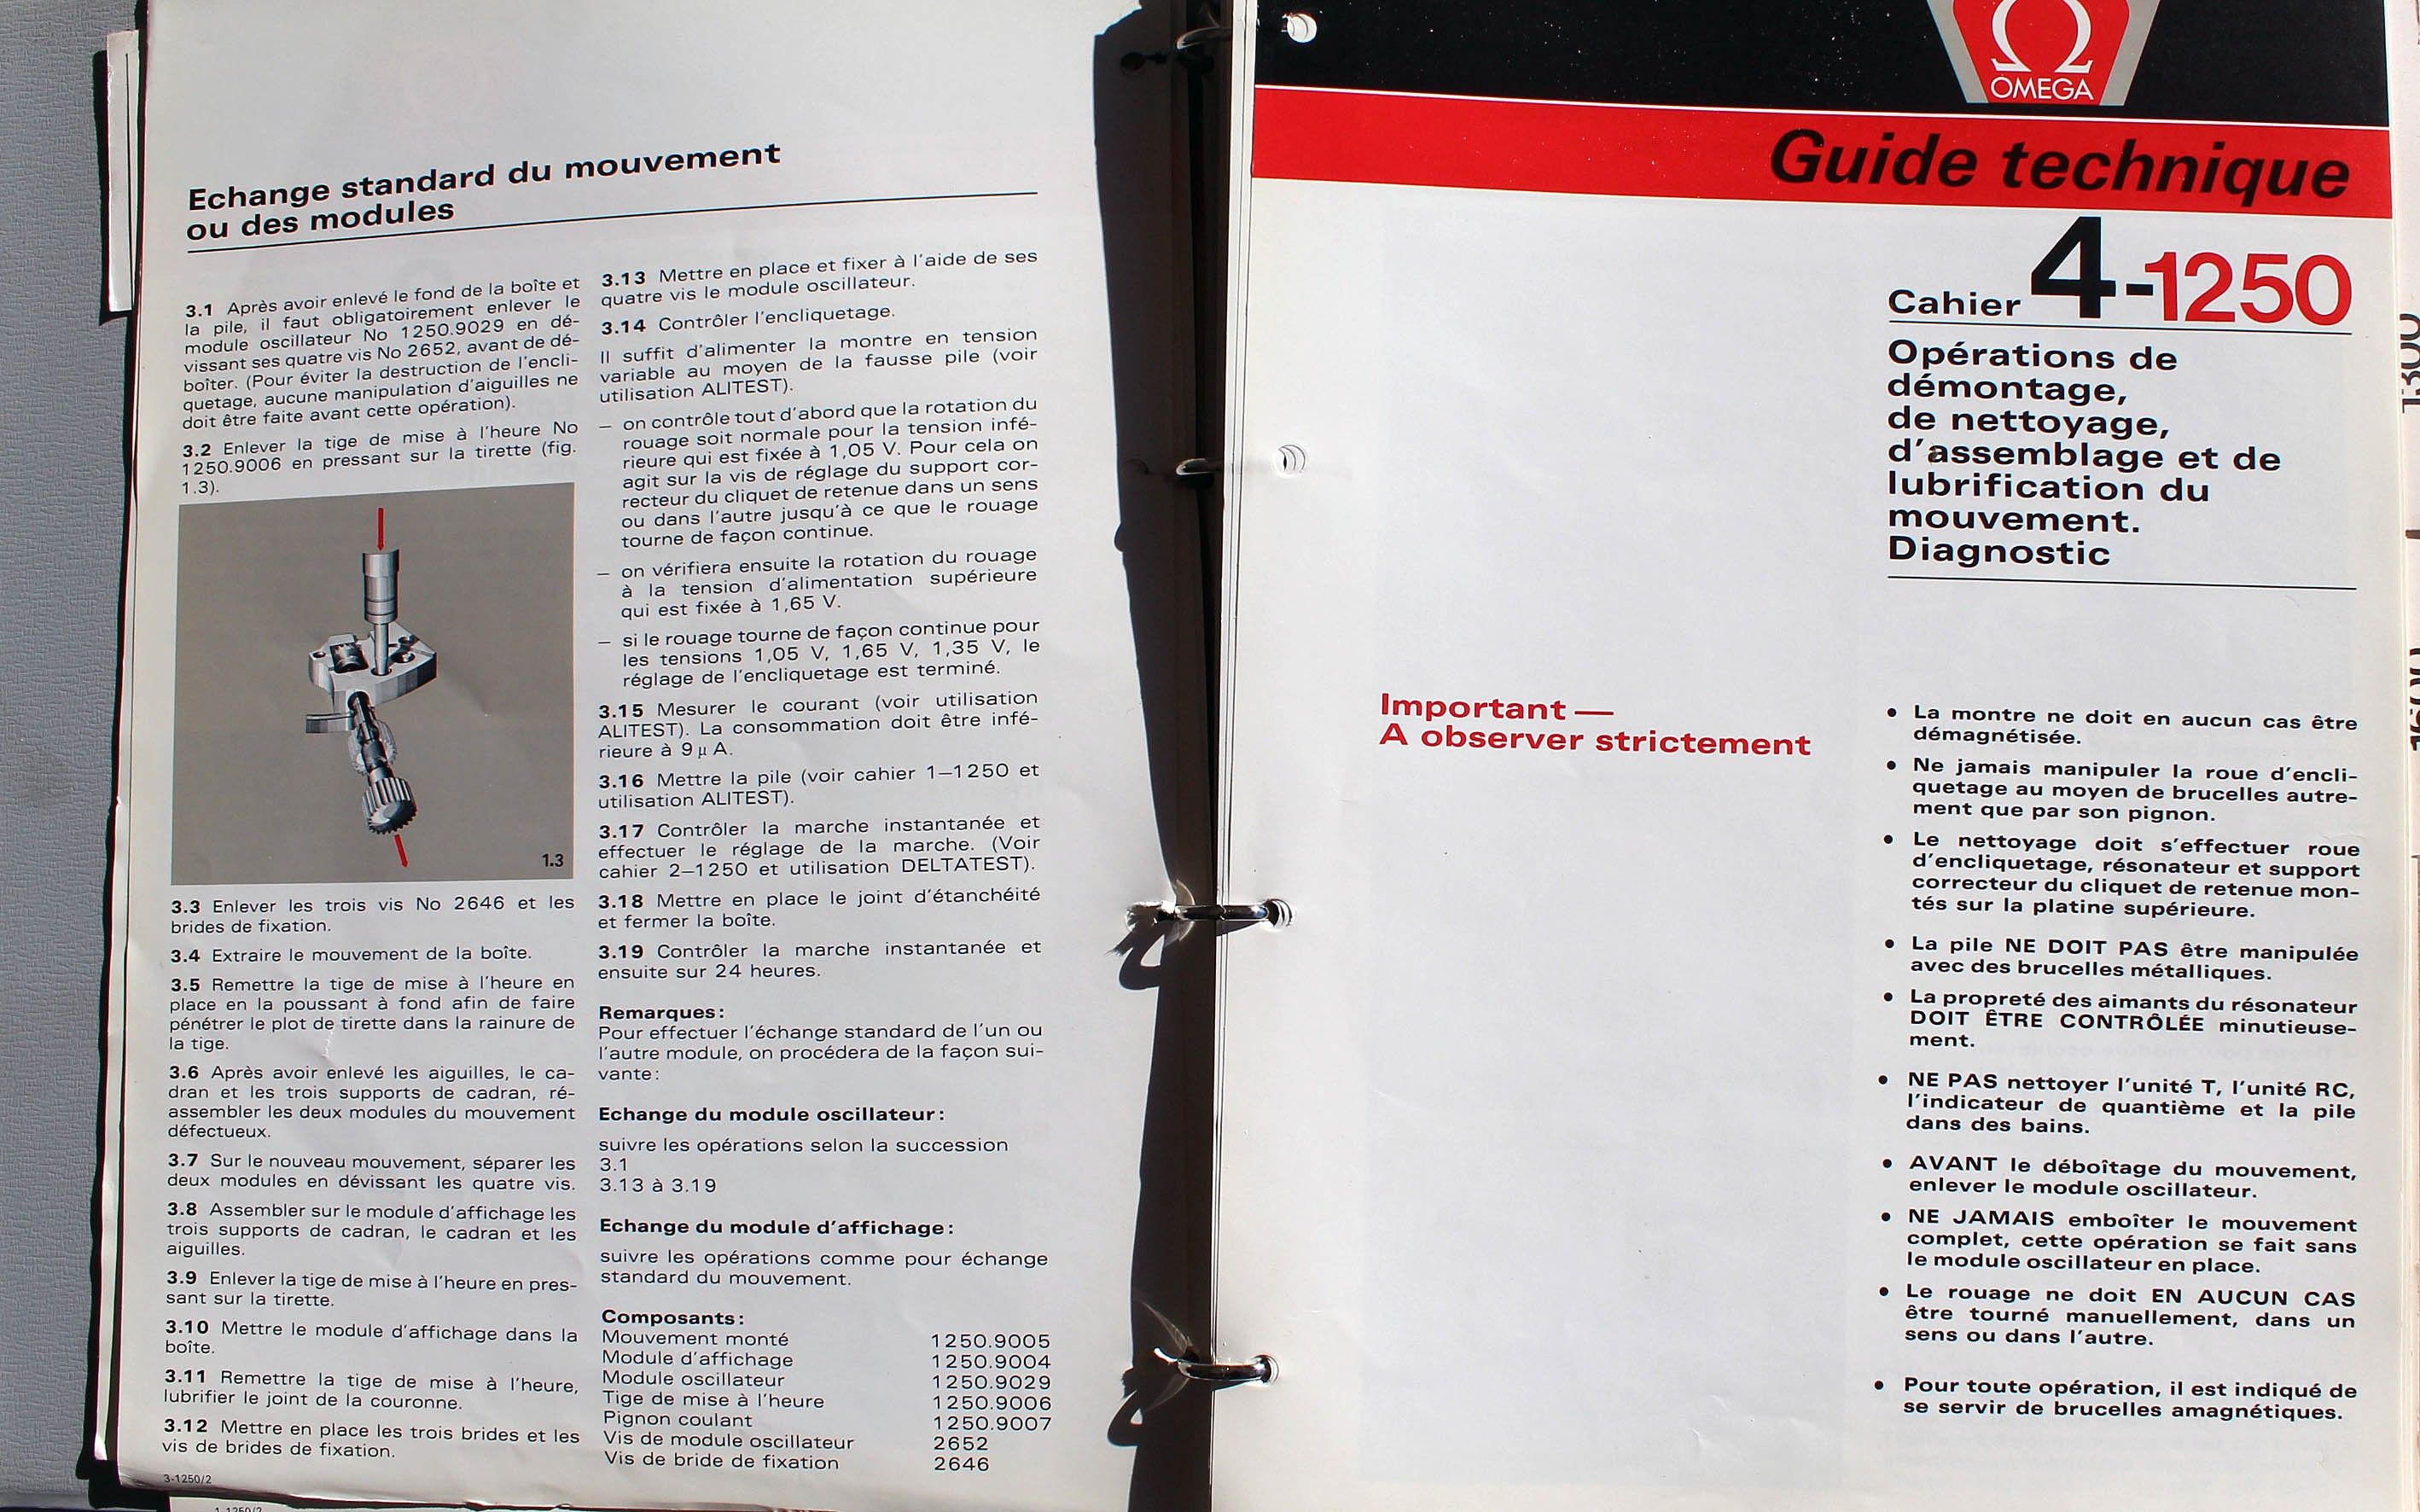 Echange standard du mouvement
ou des modules
3.1 Après avoir enlevé le fond de la boîte et
la pile, il faut obligatoirement enlever le
module oscillateur No 1250.9029 en dé-
vissant ses quatre vis No 2652, avant de dé-
boîter. (Pour éviter la destruction de l'encli-
quetage, aucune manipulation d'aiguilles ne
doit être faite avant cette opération).
3.2 Enlever la tige de mise à l'heure No
1250.9006 en pressant sur la tirette (fig.
1.3).
1.3
3.3 Enlever les trois vis No 2646 et les
brides de fixation.
3.4 Extraire le mouvement de la boîte.
3.5 Remettre la tige de mise à l'heure en
place en la poussant à fond afin de faire
pénétrer le plot de tirette dans la rainure de
la tige.
3.6 Après avoir enlevé les aiguilles, le ca-
dran et les trois supports de cadran, ré-
assembler les deux modules du mouvement
défectueux.
3.7 Sur le nouveau mouvement, séparer les
deux modules en dévissant les quatre vis.
3.8 Assembler sur le module d'affichage les
trois supports de cadran, le cadran et les
aiguilles.
3.9 Enlever la tige de mise à l'heure en pres-
sant sur la tirette.
3.10 Mettre le module d'affichage dans la
boîte.
3.11 Remettre la tige de mise à l'heure,
lubrifier le joint de la couronne.
3.12 Mettre en place les trois brides et les
vis de brides de fixation.
3-1250/2
1-1250/2
3.13 Mettre en place et fixer à l'aide de ses
quatre vis le module oscillateur.
3.14 Contrôler l'encliquetage.
Il suffit d'alimenter la montre en tension
variable au moyen de la fausse pile (voir
utilisation ALITEST).
– on contrôle tout d'abord que la rotation du
rouage soit normale pour la tension infé-
rieure qui est fixée à 1,05 V. Pour cela on
agit sur la vis de réglage du support cor-
recteur du cliquet de retenue dans un sens
ou dans l'autre jusqu'à ce que le rouage
tourne de façon continue.
– on vérifiera ensuite la rotation du rouage
à la tension d'alimentation supérieure
qui est fixée à 1,65 V.
– si le rouage tourne de façon continue pour
les tensions 1,05 V, 1,65 V, 1,35 V, le
réglage de l'encliquetage est terminé.
3.15 Mesurer le courant (voir utilisation
ALITEST). La consommation doit être infé-
rieure à 9 µ A.
3.16 Mettre la pile (voir cahier 1–1250 et
utilisation ALITEST).
3.17 Contrôler la marche instantanée et
effectuer le réglage de la marche. (Voir
cahier 2–1250 et utilisation DELTATEST).
3.18 Mettre en place le joint d'étanchéité
et fermer la boîte.
3.19 Contrôler la marche instantanée et
ensuite sur 24 heures.
Remarques:
Pour effectuer l'échange standard de l'un ou
l'autre module, on procédera de la façon sui-
vante:
Echange du module oscillateur:
suivre les opérations selon la succession
3.1
3.13 à 3.19
Echange du module d'affichage:
suivre les opérations comme pour échange
standard du mouvement.
Composants:
Mouvement monté 1250.9005
Module d'affichage 1250.9004
Module oscillateur 1250.9029
Tige de mise à l'heure 1250.9006
Pignon coulant 1250.9007
Vis de module oscillateur 2652
Vis de bride de fixation 2646
Ω
OMEGA
Guide technique
Cahier 4-1250
Opérations de
démontage,
de nettoyage,
d'assemblage et de
lubrification du
mouvement.
Diagnostic
Important —
A observer strictement
• La montre ne doit en aucun cas être
démagnétisée.
• Ne jamais manipuler la roue d'encli-
quetage au moyen de brucelles autre-
ment que par son pignon.
• Le nettoyage doit s'effectuer roue
d'encliquetage, résonateur et support
correcteur du cliquet de retenue mon-
tés sur la platine supérieure.
• La pile NE DOIT PAS être manipulée
avec des brucelles métalliques.
• La propreté des aimants du résonateur
DOIT ÊTRE CONTRÔLÉE minutieuse-
ment.
• NE PAS nettoyer l'unité T, l'unité RC,
l'indicateur de quantième et la pile
dans des bains.
• AVANT le déboîtage du mouvement,
enlever le module oscillateur.
• NE JAMAIS emboîter le mouvement
complet, cette opération se fait sans
le module oscillateur en place.
• Le rouage ne doit EN AUCUN CAS
être tourné manuellement, dans un
sens ou dans l'autre.
• Pour toute opération, il est indiqué de
se servir de brucelles amagnétiques.
1300